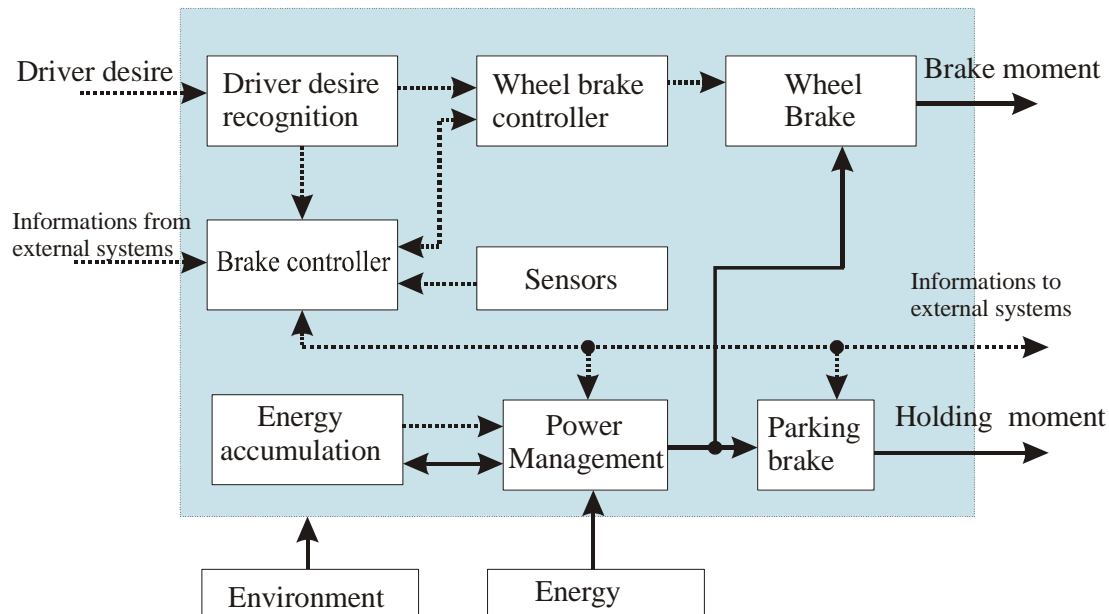 Driver desire
Driver desire
recognition
Wheel brake
controller
Wheel
Brake
Brake moment
Informations from
external systems
Brake controller
Sensors
Informations to
external systems
Energy
accumulation
Power
Management
Parking
brake
Holding moment
Environment
Energy